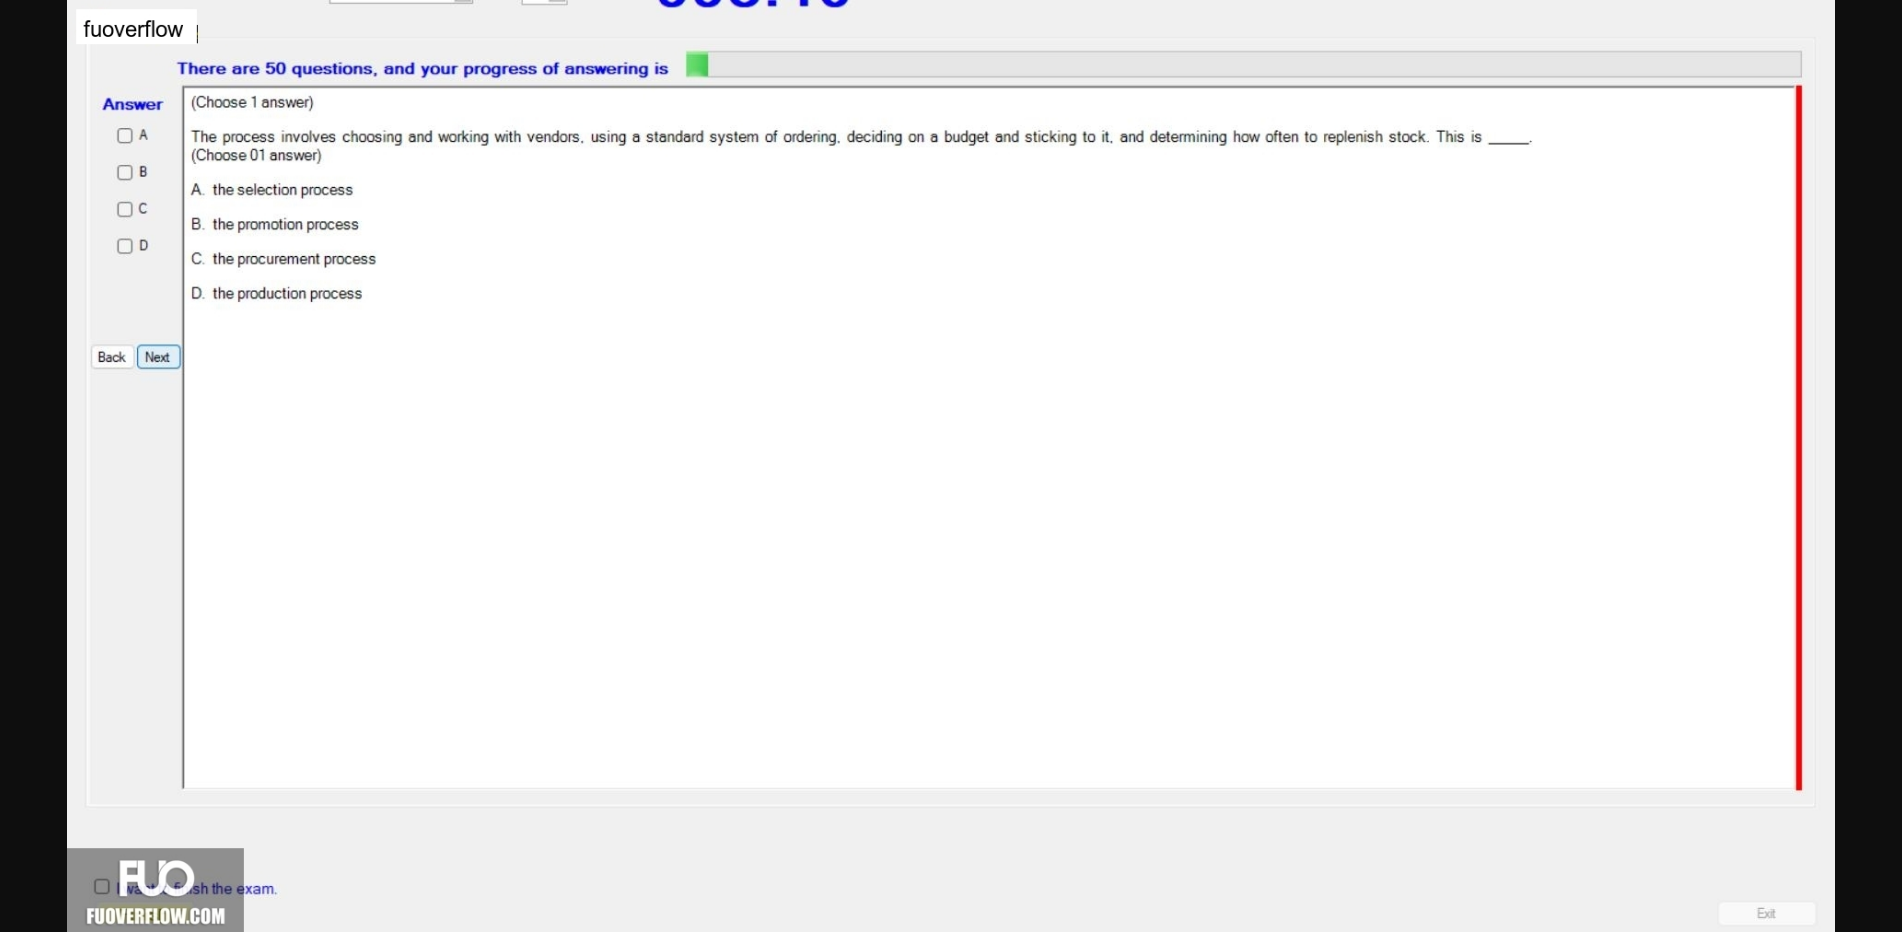 fuoverflow
There are 50 questions, and your progress of answering is
Answer
(Choose 1 answer)
A
The process involves choosing and working with vendors, using a standard system of ordering, deciding on a budget and sticking to it, and determining how often to replenish stock. This is _____.
(Choose 01 answer)
B
A. the selection process
C
B. the promotion process
D
C. the procurement process
D. the production process
Back Next
FUO
I want finish the exam.
FUOVERFLOW.COM
Exit